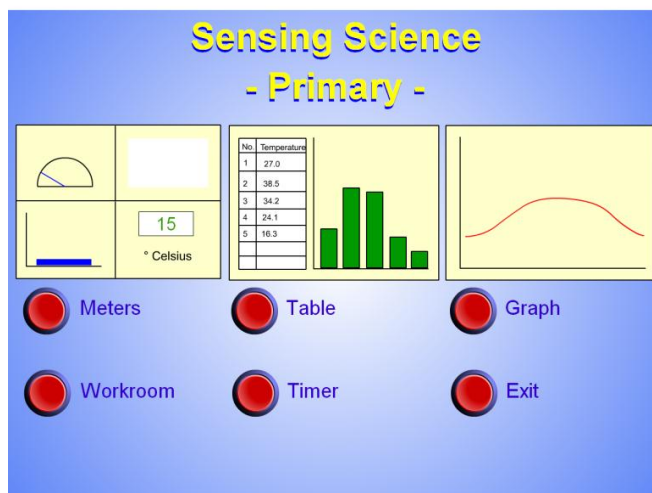 Sensing Science
- Primary -
15
° Celsius
No. Temperature
1 27.0
2 38.5
3 34.2
4 24.1
5 16.3
Meters
Table
Graph
Workroom
Timer
Exit